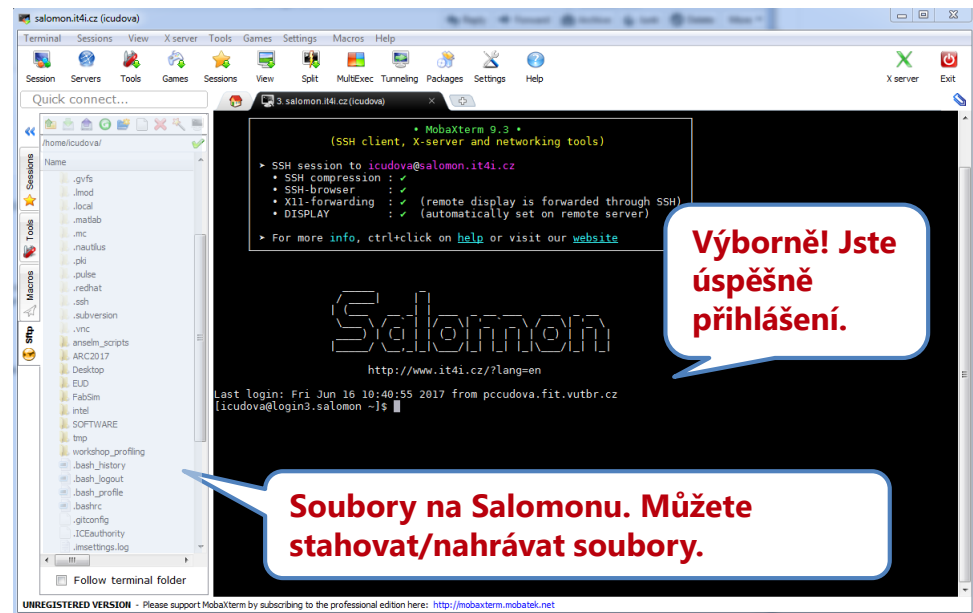 salomon.it4i.cz (icudova)
Terminal Sessions View X server Tools Games Settings Macros Help
Session Servers Tools Games Sessions View Split MultiExec Tunneling Packages Settings Help X server Exit
Quick connect...
3. salomon.it4i.cz (icudova)
/home/icudova/
Name
.gvfs
.lmod
.local
.matlab
.mc
.nautilus
.pki
.pulse
.redhat
.ssh
.subversion
.vnc
anselm_scripts
ARC2017
Desktop
EUD
FabSim
intel
SOFTWARE
tmp
workshop_profiling
.bash_history
.bash_logout
.bash_profile
.bashrc
.gitconfig
.ICEauthority
.imsettings.log
Follow terminal folder
Sessions
Tools
Macros
Sftp
• MobaXterm 9.3 •
(SSH client, X-server and networking tools)
➤ SSH session to icudova@salomon.it4i.cz
• SSH compression : ✔
• SSH-browser : ✔
• X11-forwarding : ✔ (remote display is forwarded through SSH)
• DISPLAY : ✔ (automatically set on remote server)
➤ For more info, ctrl+click on help or visit our website
Salomon
http://www.it4i.cz/?lang=en
Last login: Fri Jun 16 10:40:55 2017 from pccudova.fit.vutbr.cz
[icudova@login3.salomon ~]$
Výborně! Jste
úspěšně
přihlášení.
Soubory na Salomonu. Můžete
stahovat/nahrávat soubory.
UNREGISTERED VERSION - Please support MobaXterm by subscribing to the professional edition here: http://mobaxterm.mobatek.net